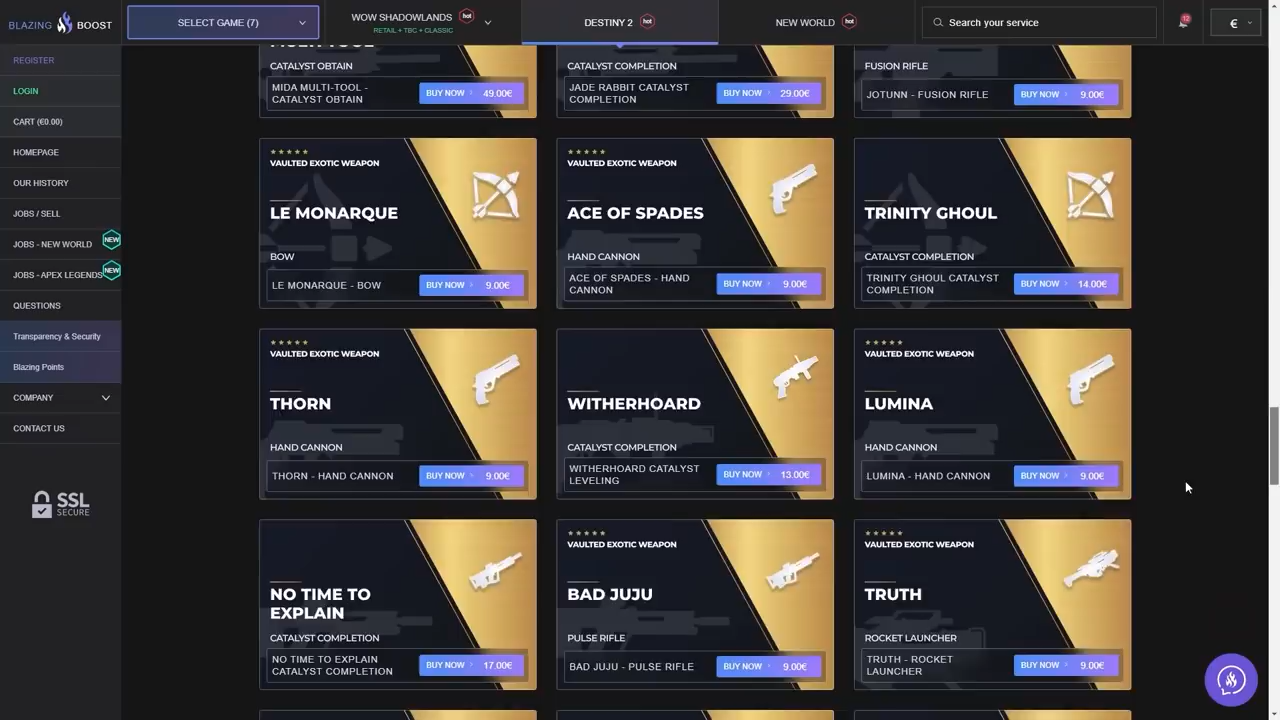 BLAZING BOOST
SELECT GAME (7)
WOW SHADOWLANDS hot
RETAIL + TBC + CLASSIC
DESTINY 2 hot
NEW WORLD hot
Search your service
12
€
REGISTER
LOGIN
CART (€0.00)
HOMEPAGE
OUR HISTORY
JOBS / SELL
JOBS - NEW WORLD NEW
JOBS - APEX LEGENDS NEW
QUESTIONS
Transparency & Security
Blazing Points
COMPANY
CONTACT US
SSL
SECURE
MULTI-TOOL
CATALYST OBTAIN
MIDA MULTI-TOOL -
CATALYST OBTAIN
BUY NOW 49.00€
CATALYST COMPLETION
JADE RABBIT CATALYST
COMPLETION
BUY NOW 29.00€
FUSION RIFLE
JOTUNN - FUSION RIFLE
BUY NOW 9.00€
VAULTED EXOTIC WEAPON
LE MONARQUE
BOW
LE MONARQUE - BOW
BUY NOW 9.00€
VAULTED EXOTIC WEAPON
ACE OF SPADES
HAND CANNON
ACE OF SPADES - HAND
CANNON
BUY NOW 9.00€
TRINITY GHOUL
CATALYST COMPLETION
TRINITY GHOUL CATALYST
COMPLETION
BUY NOW 14.00€
VAULTED EXOTIC WEAPON
THORN
HAND CANNON
THORN - HAND CANNON
BUY NOW 9.00€
WITHERHOARD
CATALYST COMPLETION
WITHERHOARD CATALYST
LEVELING
BUY NOW 13.00€
VAULTED EXOTIC WEAPON
LUMINA
HAND CANNON
LUMINA - HAND CANNON
BUY NOW 9.00€
NO TIME TO
EXPLAIN
CATALYST COMPLETION
NO TIME TO EXPLAIN
CATALYST COMPLETION
BUY NOW 17.00€
VAULTED EXOTIC WEAPON
BAD JUJU
PULSE RIFLE
BAD JUJU - PULSE RIFLE
BUY NOW 9.00€
VAULTED EXOTIC WEAPON
TRUTH
ROCKET LAUNCHER
TRUTH - ROCKET
LAUNCHER
BUY NOW 9.00€